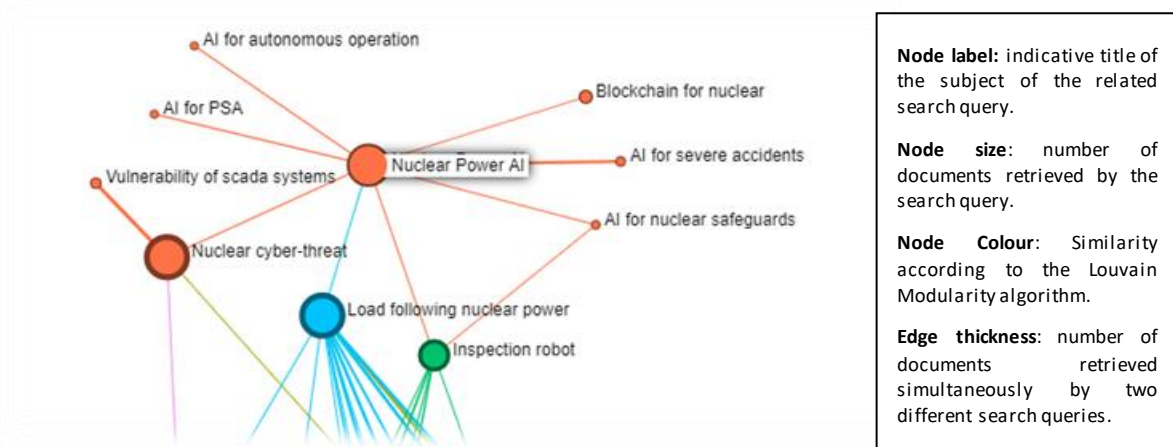 AI for autonomous operation
Blockchain for nuclear
AI for PSA
Nuclear Power AI
AI for severe accidents
Vulnerability of scada systems
AI for nuclear safeguards
Nuclear cyber-threat
Load following nuclear power
Inspection robot
Node label: indicative title of
the subject of the related
search query.
Node size: number of
documents retrieved by the
search query.
Node Colour: Similarity
according to the Louvain
Modularity algorithm.
Edge thickness: number of
documents retrieved
simultaneously by two
different search queries.